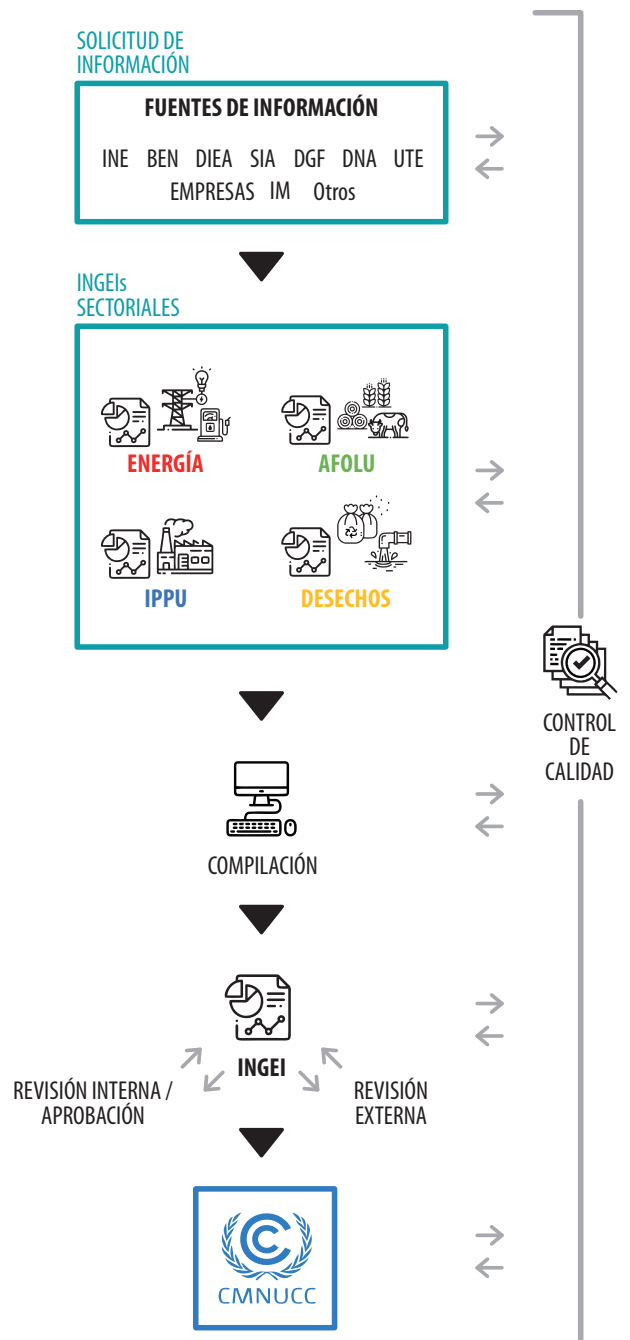 SOLICITUD DE
INFORMACIÓN
FUENTES DE INFORMACIÓN
INE BEN DIEA SIA DGF DNA UTE
EMPRESAS IM Otros
INGEIs
SECTORIALES
ENERGÍA
AFOLU
IPPU
DESECHOS
CONTROL
DE
CALIDAD
COMPILACIÓN
INGEI
REVISIÓN INTERNA /
APROBACIÓN
REVISIÓN
EXTERNA
CMNUCC